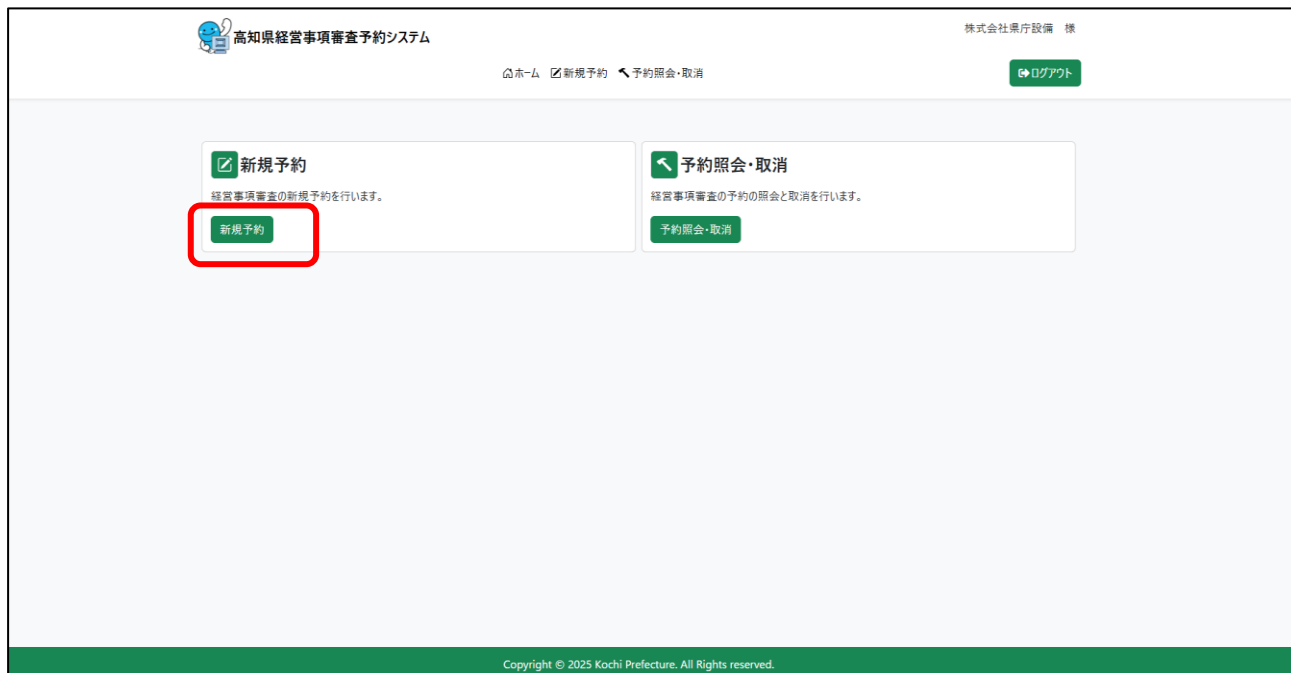 高知県経営事項審査予約システム
株式会社県庁設備　様
ホーム 新規予約 予約照会・取消
ログアウト
新規予約
経営事項審査の新規予約を行います。
新規予約
予約照会・取消
経営事項審査の予約の照会と取消を行います。
予約照会・取消
Copyright © 2025 Kochi Prefecture. All Rights reserved.